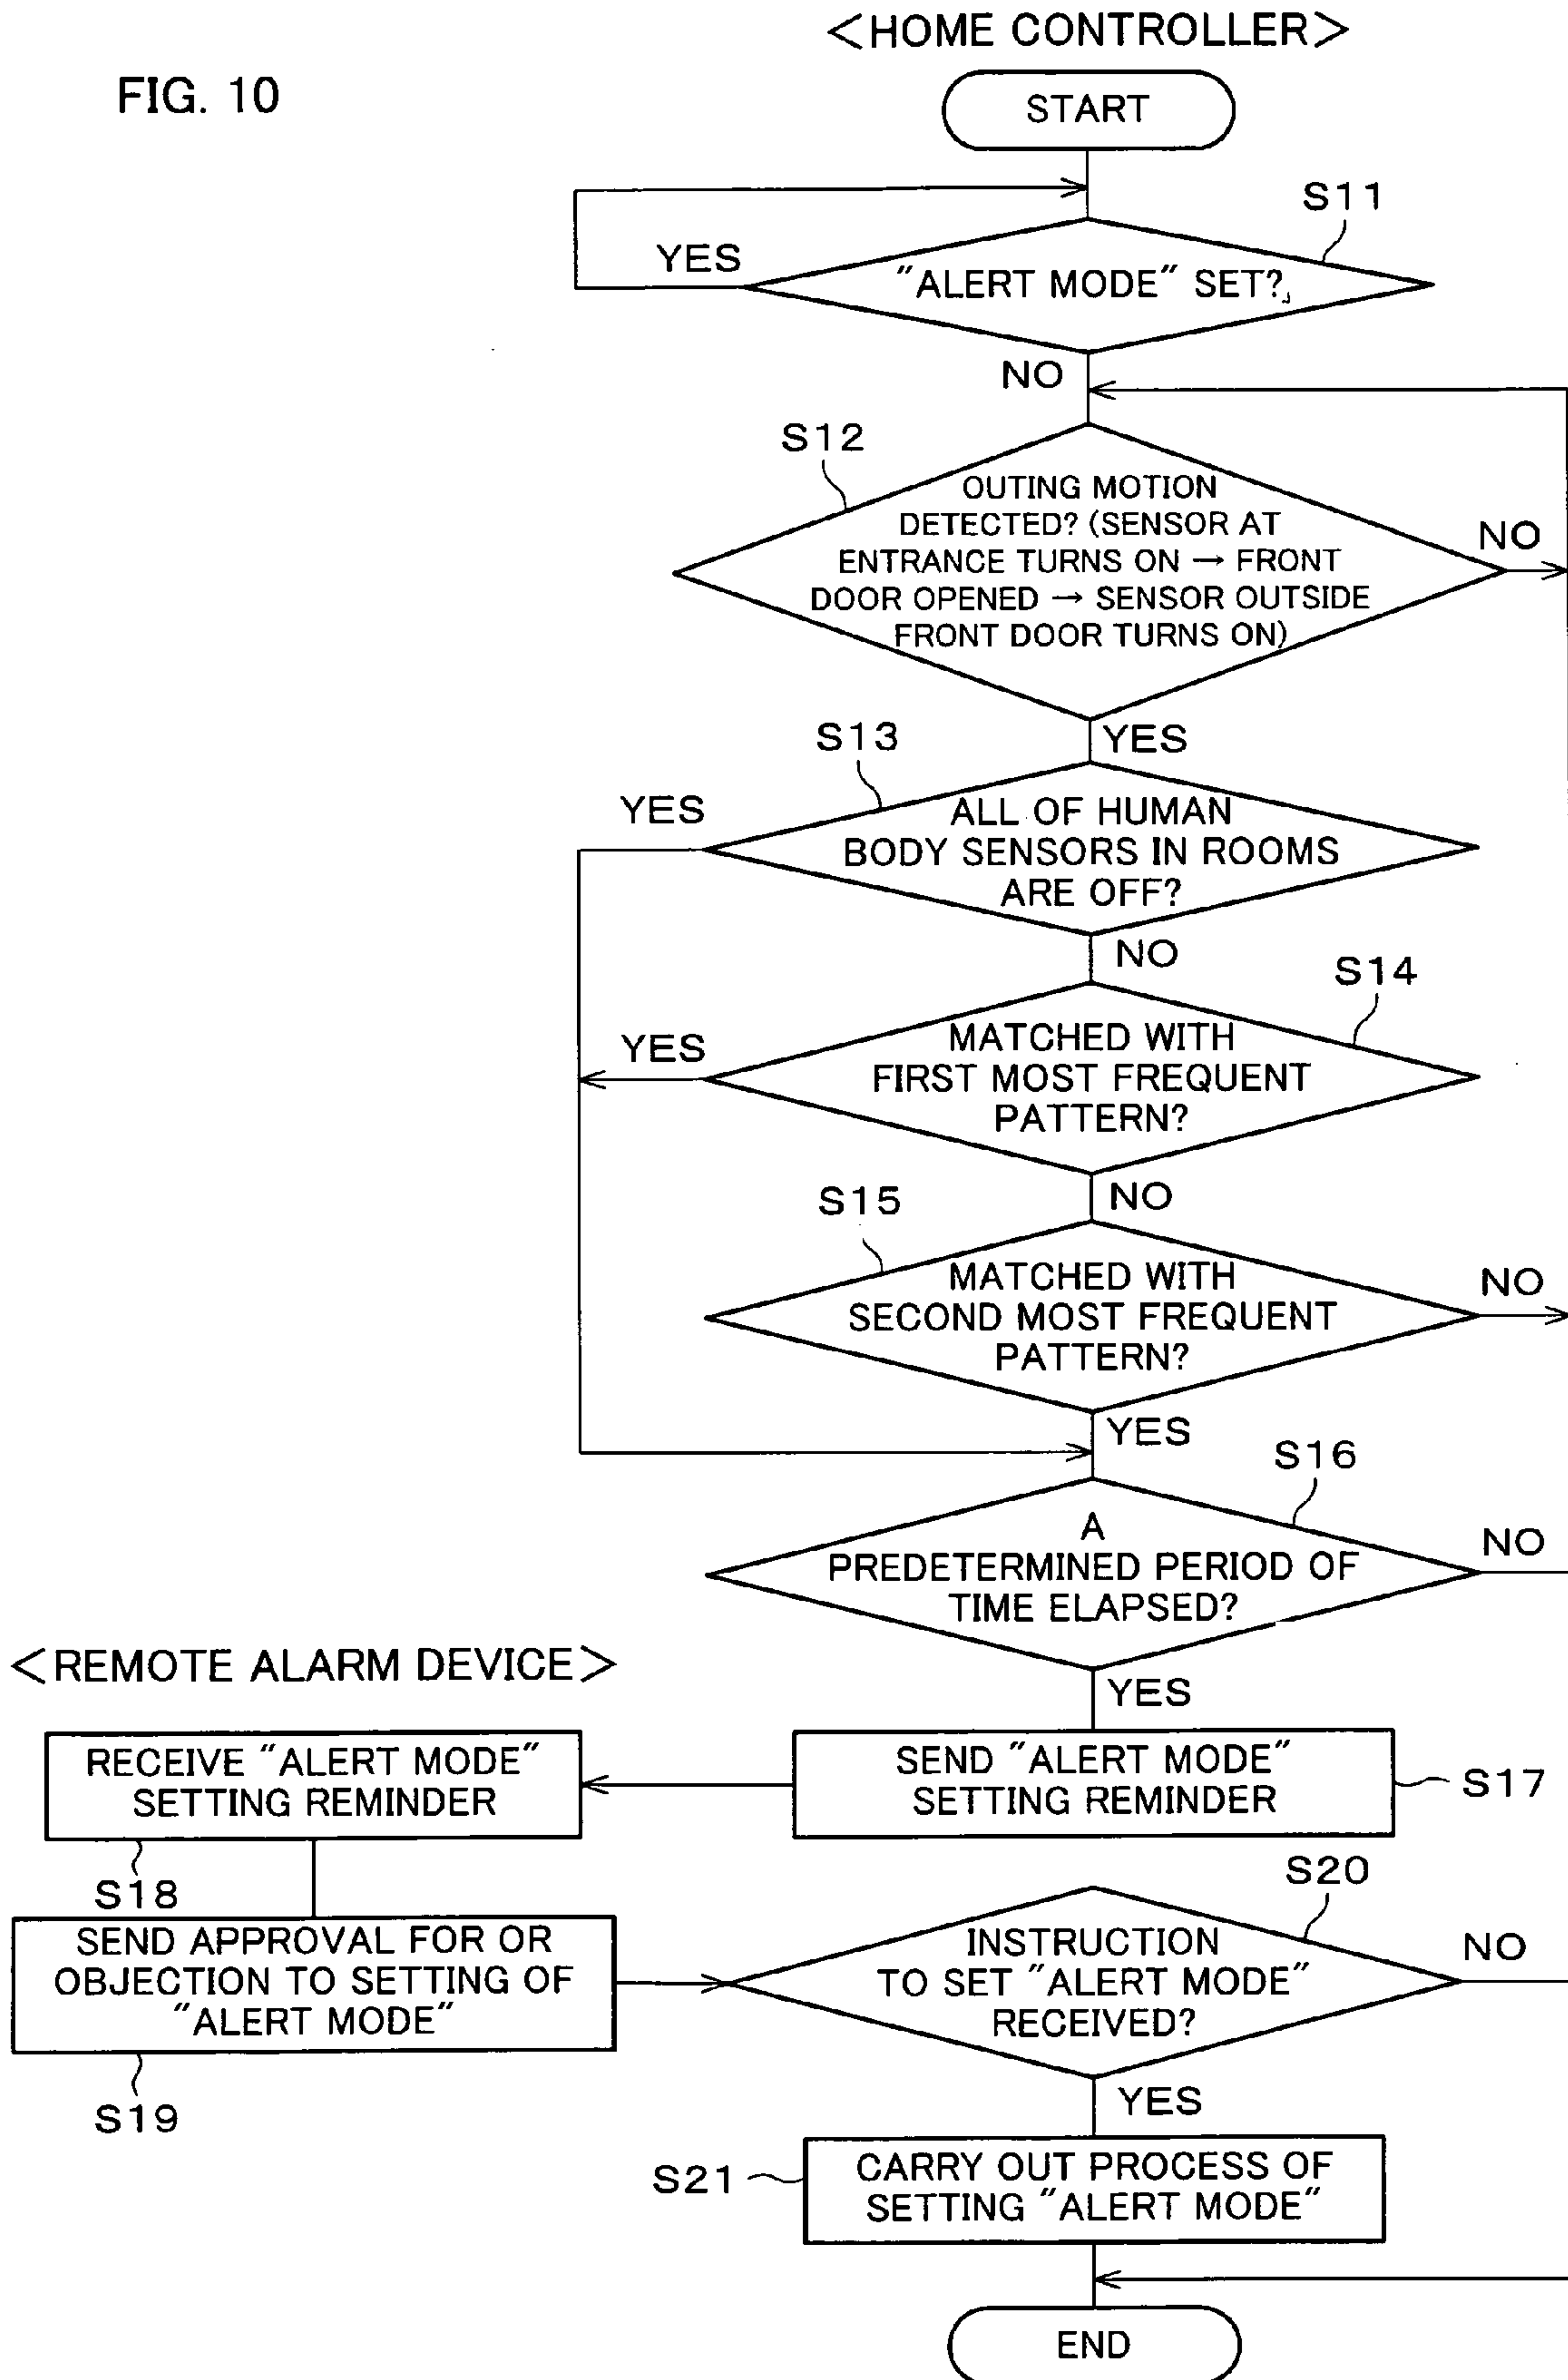 <HOME CONTROLLER>
FIG. 10
START
S11
YES
"ALERT MODE" SET?」
NO
S12
OUTING MOTION
DETECTED? (SENSOR AT
ENTRANCE TURNS ON → FRONT
DOOR OPENED → SENSOR OUTSIDE
FRONT DOOR TURNS ON)
NO
YES
S13
YES
ALL OF HUMAN
BODY SENSORS IN ROOMS
ARE OFF?
NO
S14
YES
MATCHED WITH
FIRST MOST FREQUENT
PATTERN?
NO
S15
MATCHED WITH
SECOND MOST FREQUENT
PATTERN?
NO
YES
S16
A
PREDETERMINED PERIOD OF
TIME ELAPSED?
NO
YES
<REMOTE ALARM DEVICE>
RECEIVE "ALERT MODE"
SETTING REMINDER
S18
SEND "ALERT MODE"
SETTING REMINDER
S17
SEND APPROVAL FOR OR
OBJECTION TO SETTING OF
"ALERT MODE"
S19
S20
INSTRUCTION
TO SET "ALERT MODE"
RECEIVED?
NO
YES
S21
CARRY OUT PROCESS OF
SETTING "ALERT MODE"
END